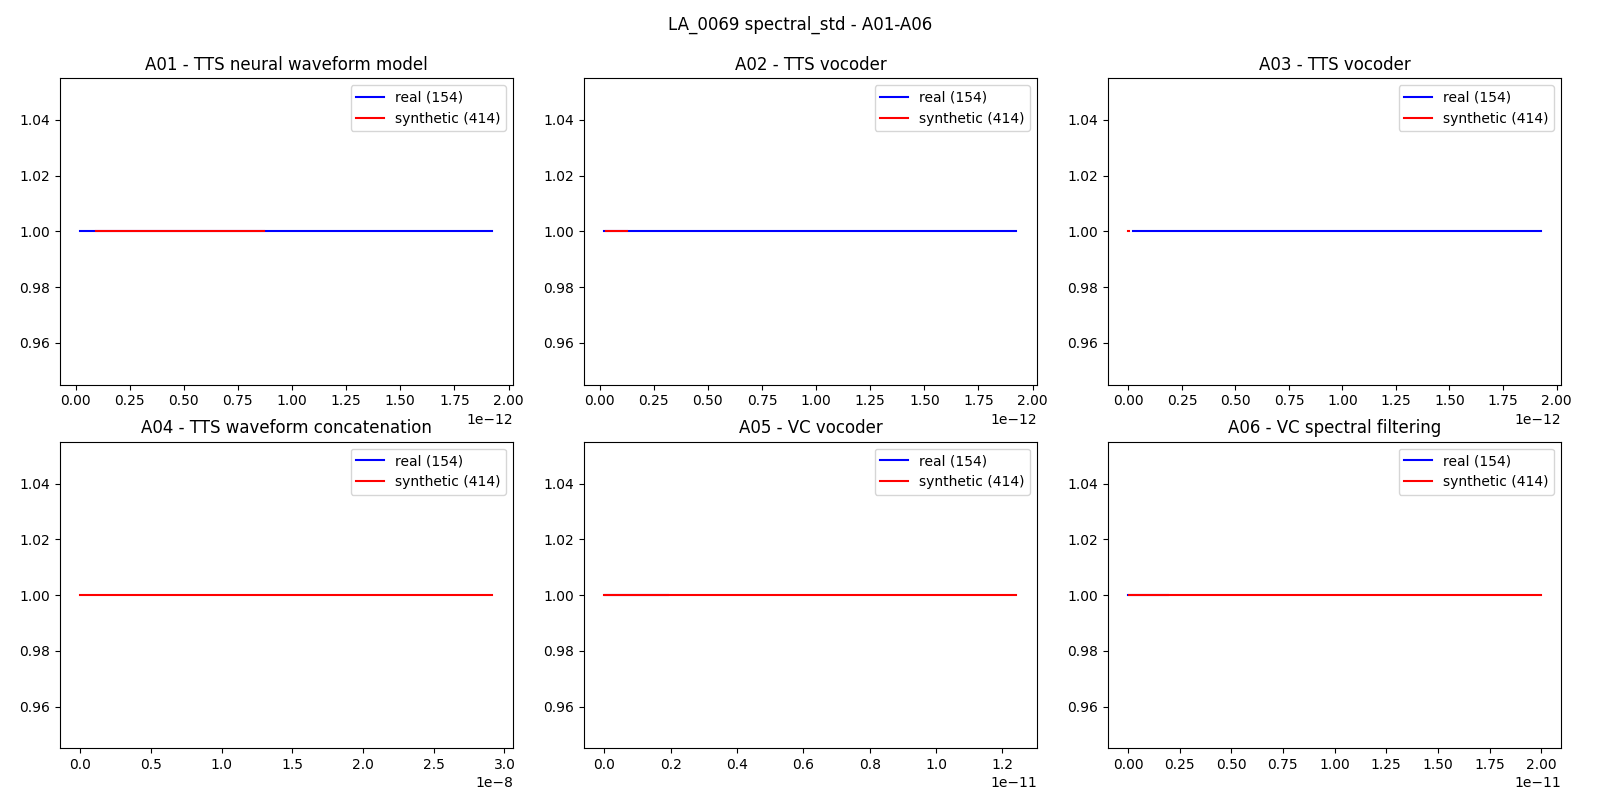 LA_0069 spectral_std - A01-A06
A01 - TTS neural waveform model
real (154)
synthetic (414)
1.04
1.02
1.00
0.98
0.96
0.00 0.25 0.50 0.75 1.00 1.25 1.50 1.75 2.00
1e−12
A02 - TTS vocoder
real (154)
synthetic (414)
1.04
1.02
1.00
0.98
0.96
0.00 0.25 0.50 0.75 1.00 1.25 1.50 1.75 2.00
1e−12
A03 - TTS vocoder
real (154)
synthetic (414)
1.04
1.02
1.00
0.98
0.96
0.00 0.25 0.50 0.75 1.00 1.25 1.50 1.75 2.00
1e−12
A04 - TTS waveform concatenation
real (154)
synthetic (414)
1.04
1.02
1.00
0.98
0.96
0.0 0.5 1.0 1.5 2.0 2.5 3.0
1e−8
A05 - VC vocoder
real (154)
synthetic (414)
1.04
1.02
1.00
0.98
0.96
0.0 0.2 0.4 0.6 0.8 1.0 1.2
1e−11
A06 - VC spectral filtering
real (154)
synthetic (414)
1.04
1.02
1.00
0.98
0.96
0.00 0.25 0.50 0.75 1.00 1.25 1.50 1.75 2.00
1e−11